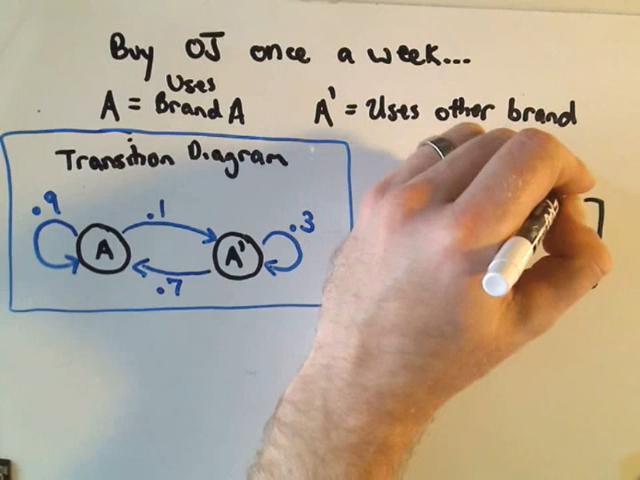 Buy OJ once a week...
A = Uses Brand A
A' = Uses other brand
Transition Diagram
.9
.1
.3
A
A'
.7
]